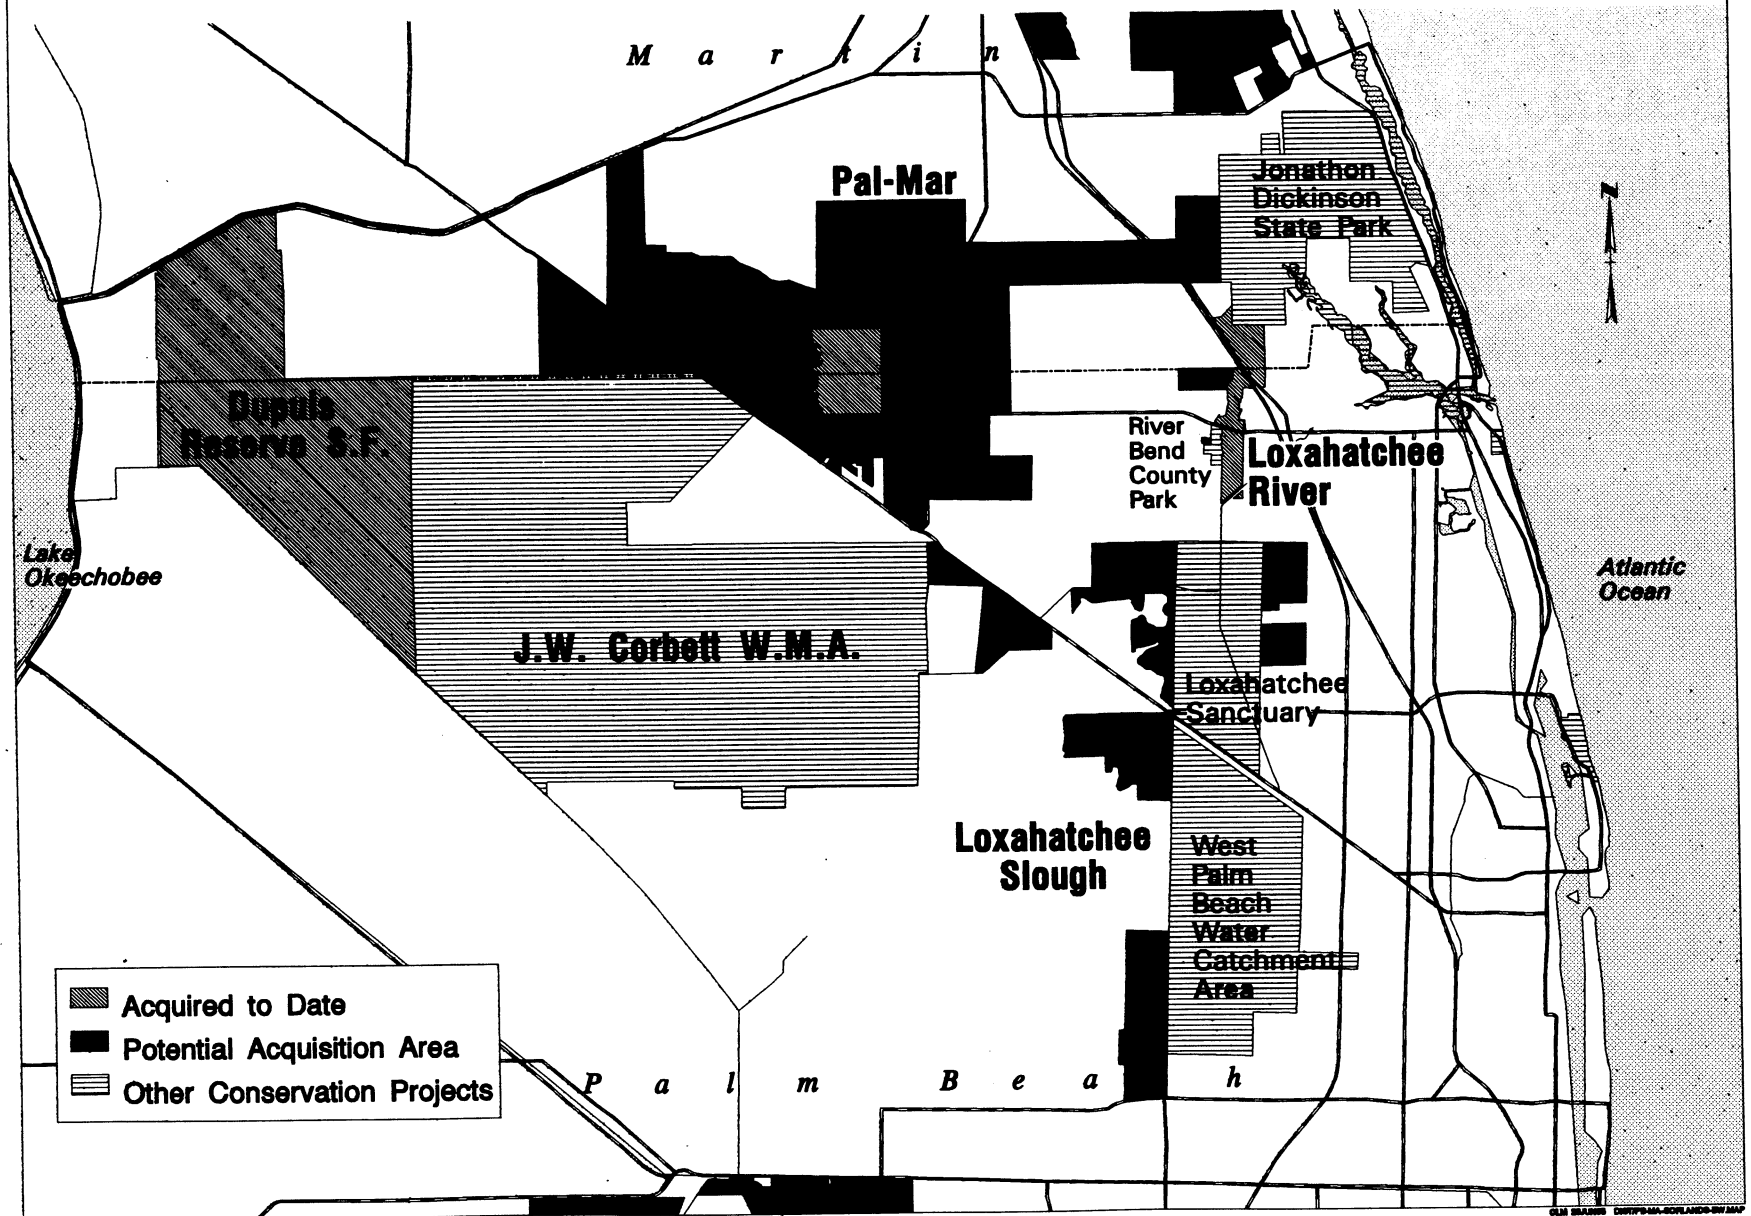 M a r t i n
Pal-Mar
Jonathon
Dickinson
State Park
N
Dupuis
Reserve S.F.
River
Bend
County
Park
Loxahatchee
River
Lake
Okeechobee
Atlantic
Ocean
J.W. Corbett W.M.A.
Loxahatchee
Sanctuary
Loxahatchee
Slough
West
Palm
Beach
Water
Catchment
Area
Acquired to Date
Potential Acquisition Area
Other Conservation Projects
P a l m B e a h